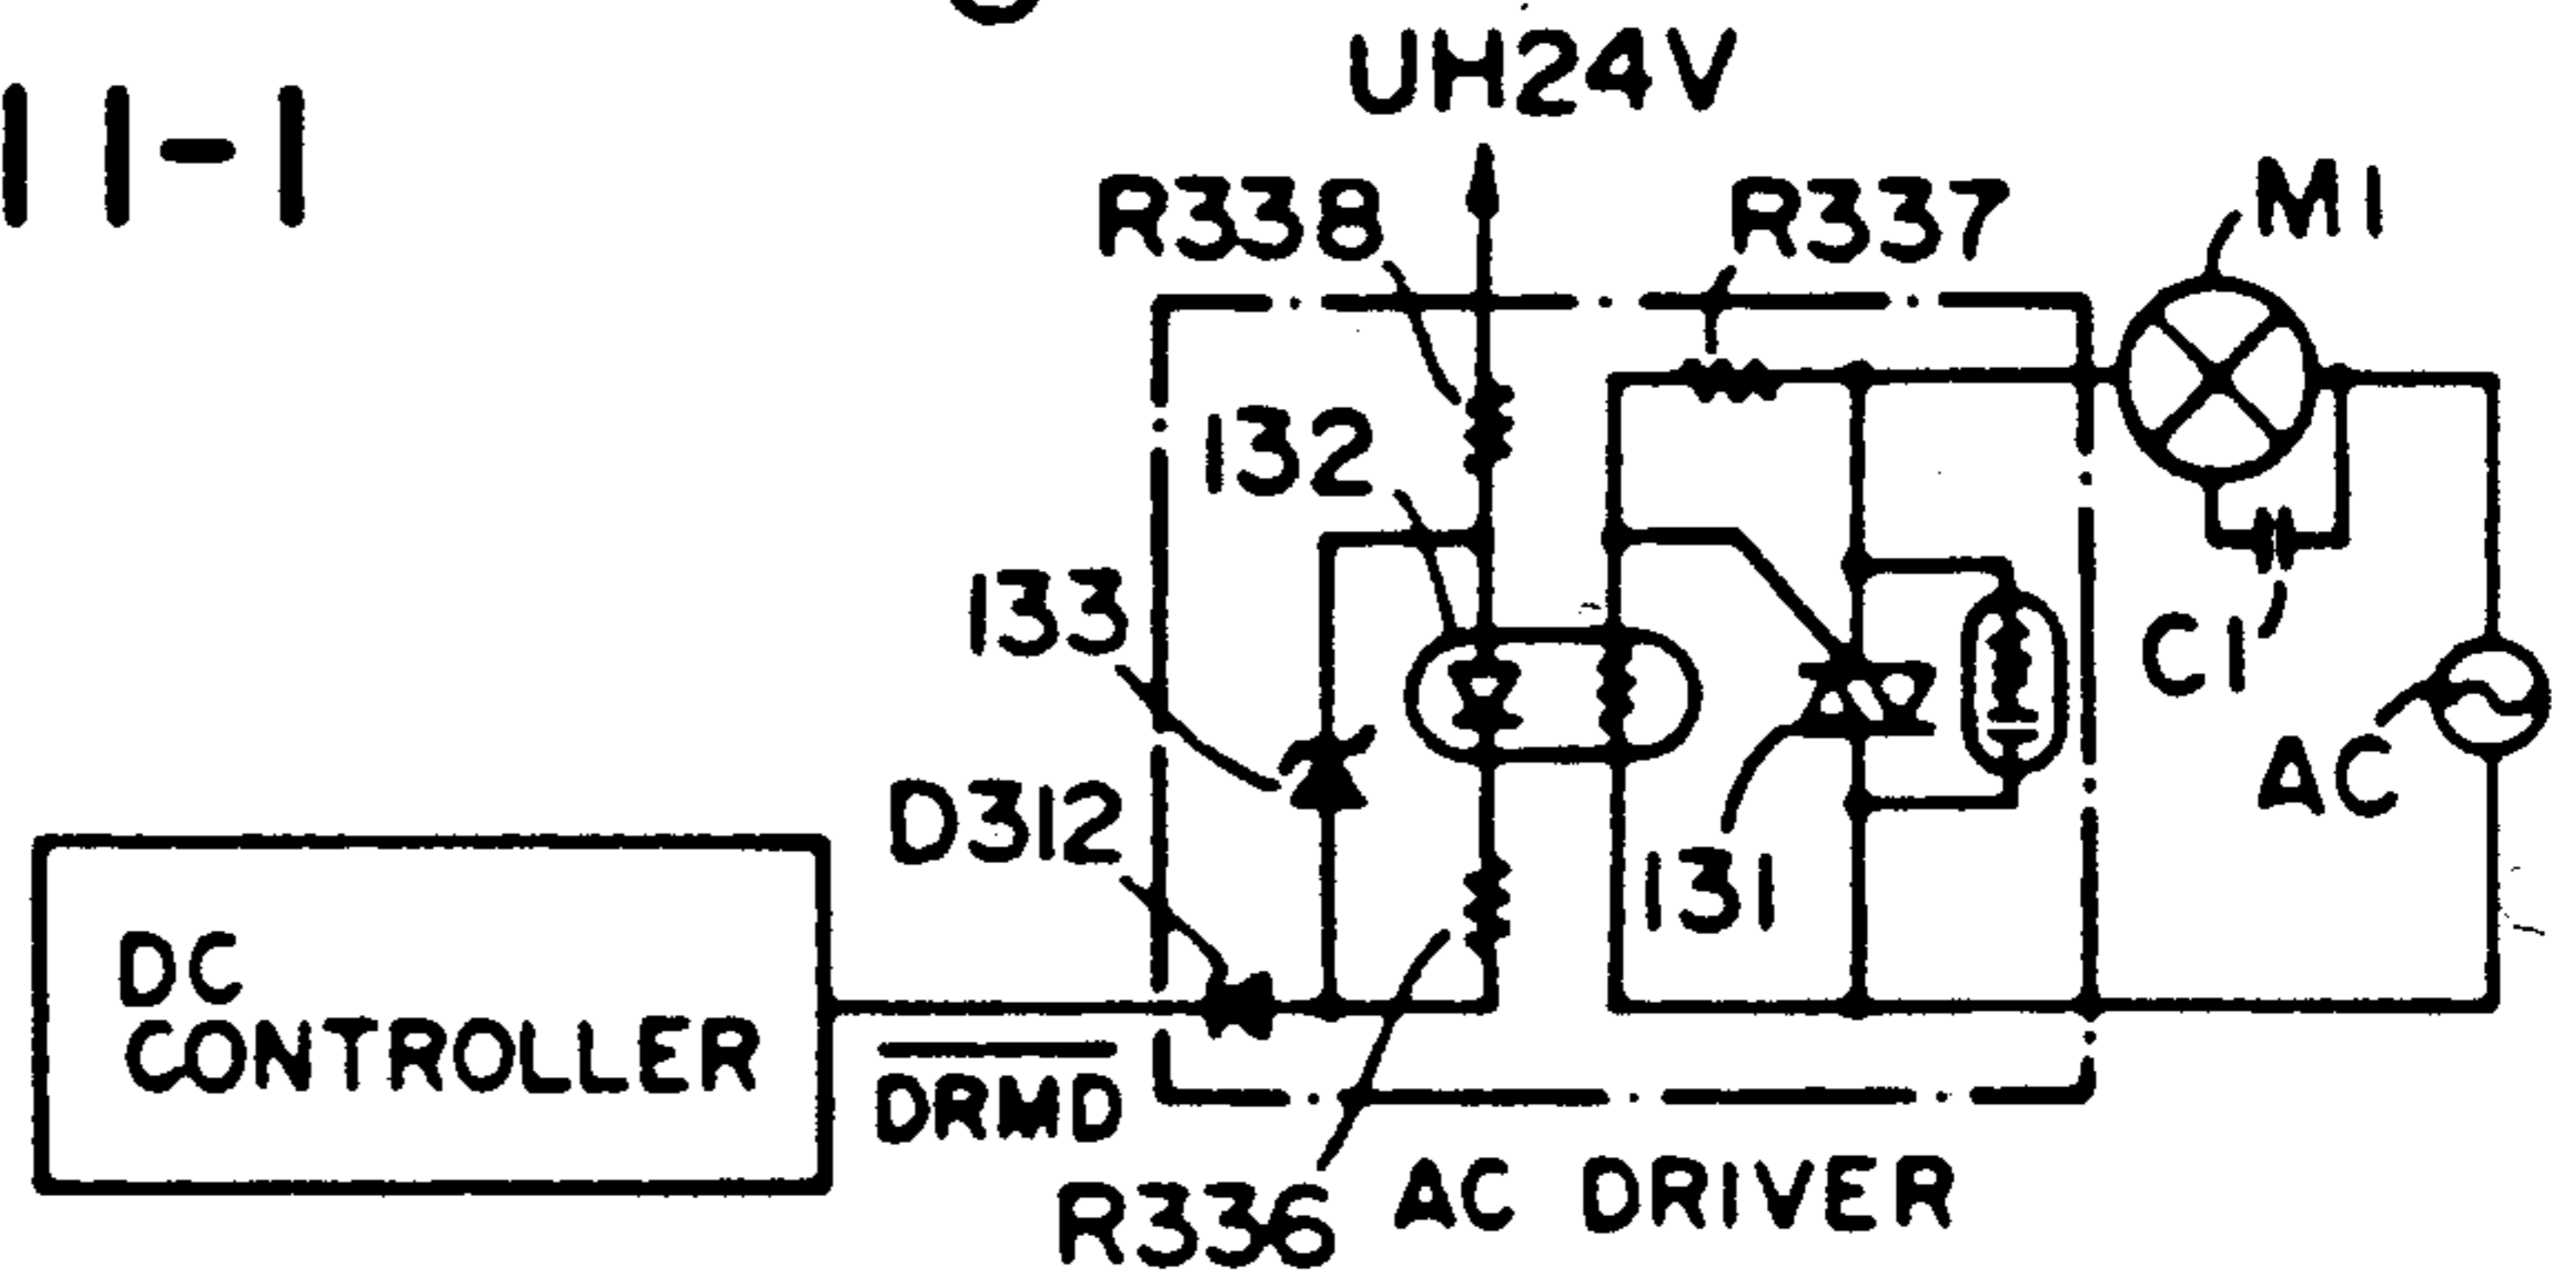 UH24V
11-1
R338
R337
M1
132
133
C1
D312
AC
131
DC
CONTROLLER
DRMD
R336
AC DRIVER